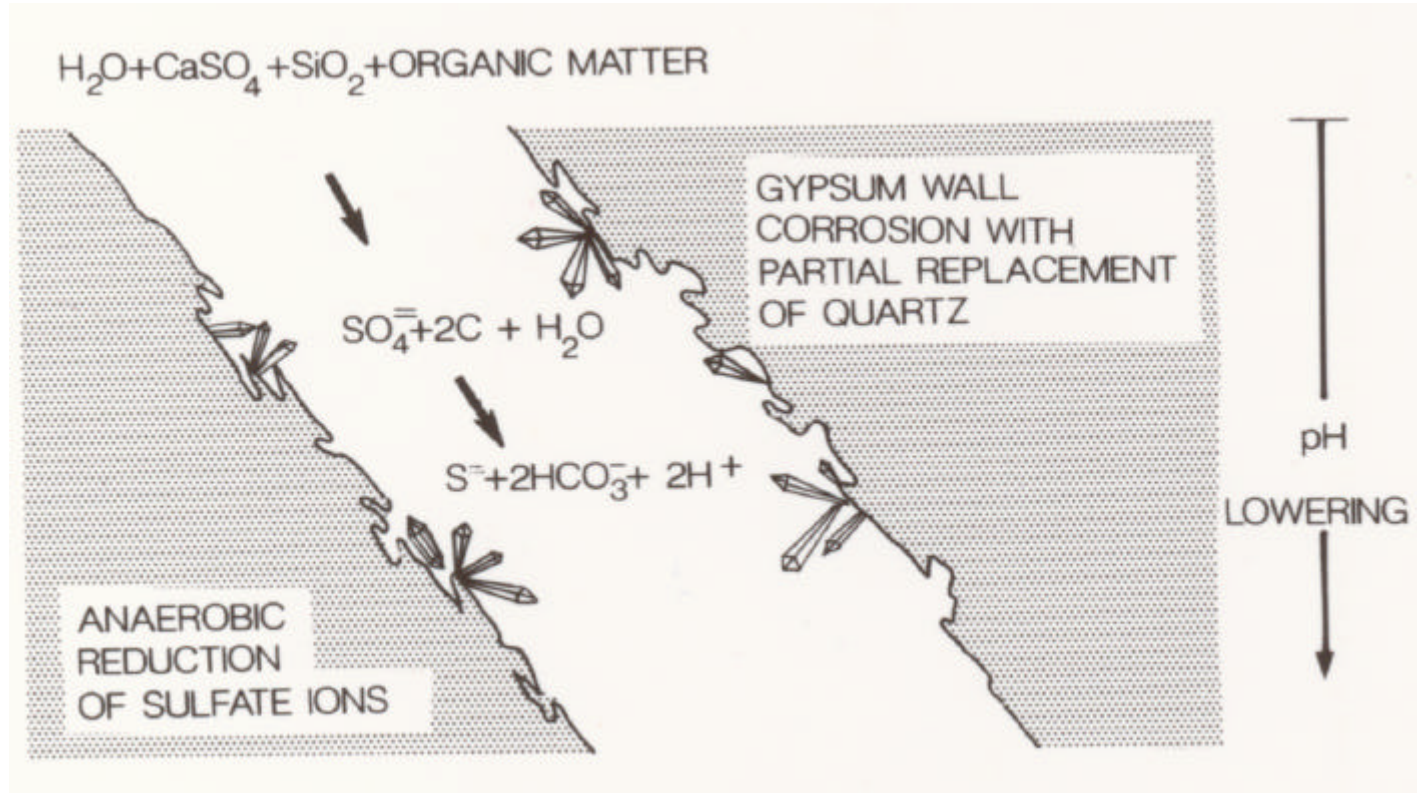 H₂O+CaSO₄+SiO₂+ORGANIC MATTER
GYPSUM WALL
CORROSION WITH
PARTIAL REPLACEMENT
OF QUARTZ
SO₄⁼+2C + H₂O
S⁼+2HCO₃⁻+ 2H⁺
pH
LOWERING
ANAEROBIC
REDUCTION
OF SULFATE IONS